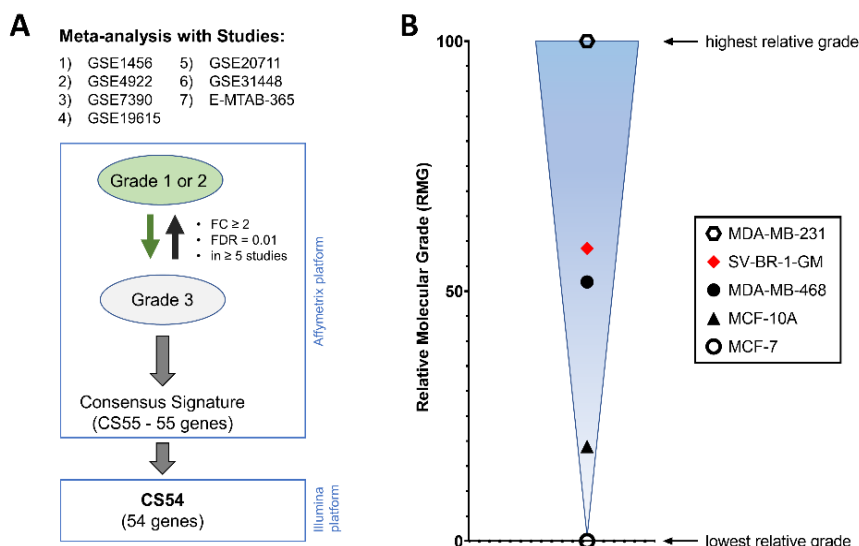 A
Meta-analysis with Studies:
1) GSE1456 5) GSE20711
2) GSE4922 6) GSE31448
3) GSE7390 7) E-MTAB-365
4) GSE19615
Grade 1 or 2
• FC ≥ 2
• FDR = 0.01
• in ≥ 5 studies
Grade 3
Consensus Signature
(CS55 - 55 genes)
Affymetrix platform
CS54
(54 genes)
Illumina
platform
B
Relative Molecular Grade (RMG)
100
50
0
highest relative grade
lowest relative grade
MDA-MB-231
SV-BR-1-GM
MDA-MB-468
MCF-10A
MCF-7